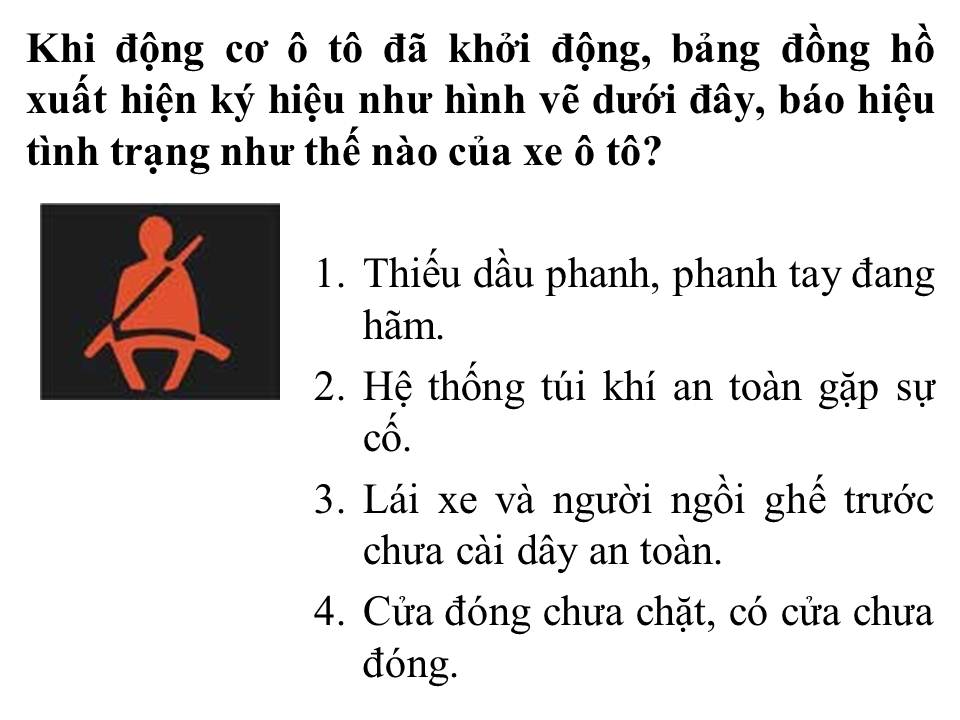 Khi động cơ ô tô đã khởi động, bảng đồng hồ
xuất hiện ký hiệu như hình vẽ dưới đây, báo hiệu
tình trạng như thế nào của xe ô tô?
1. Thiếu dầu phanh, phanh tay đang
hãm.
2. Hệ thống túi khí an toàn gặp sự
cố.
3. Lái xe và người ngồi ghế trước
chưa cài dây an toàn.
4. Cửa đóng chưa chặt, có cửa chưa
đóng.